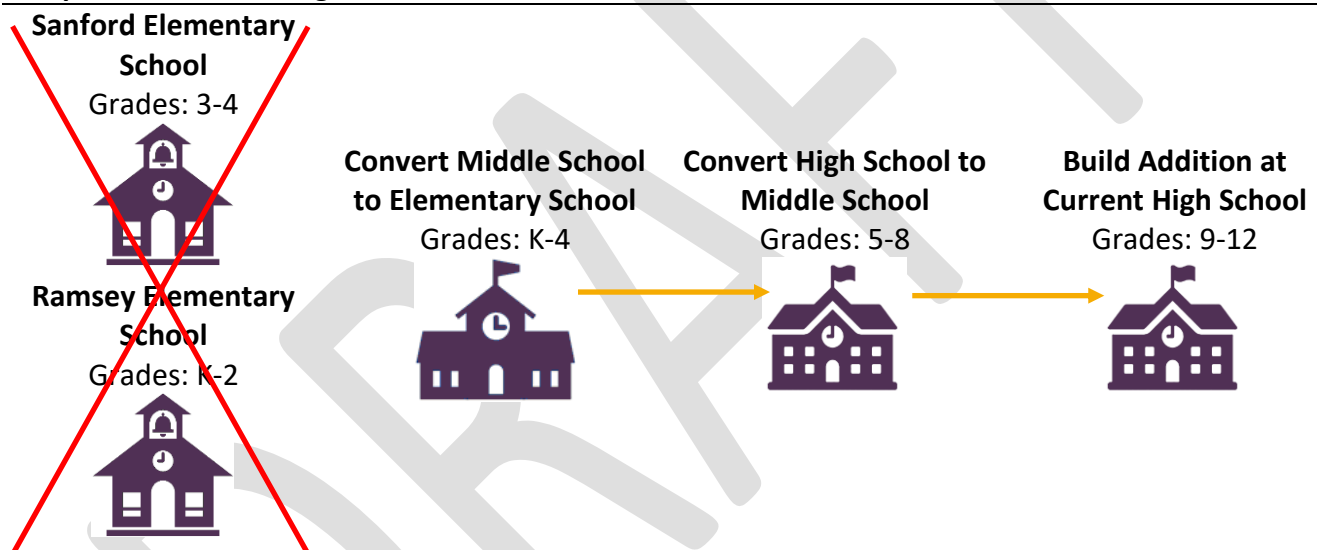 Sanford Elementary
School
Grades: 3-4
Ramsey Elementary
School
Grades: K-2
Convert Middle School
to Elementary School
Grades: K-4
Convert High School to
Middle School
Grades: 5-8
Build Addition at
Current High School
Grades: 9-12
DRAFT